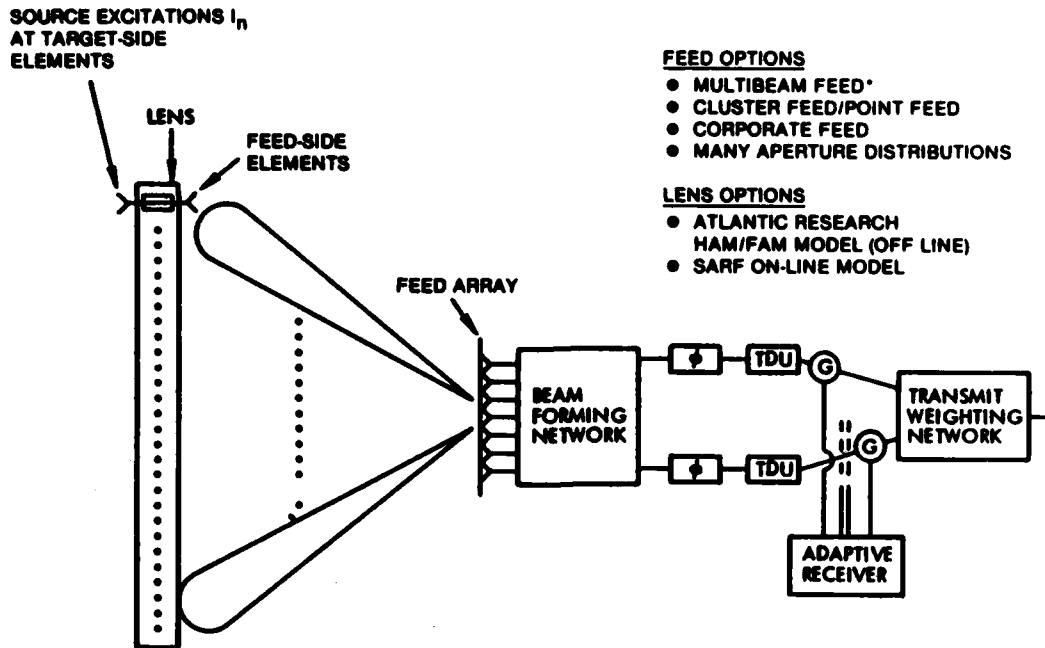 SOURCE EXCITATIONS In
AT TARGET-SIDE
ELEMENTS
LENS
FEED-SIDE
ELEMENTS
FEED OPTIONS
● MULTIBEAM FEED*
● CLUSTER FEED/POINT FEED
● CORPORATE FEED
● MANY APERTURE DISTRIBUTIONS
LENS OPTIONS
● ATLANTIC RESEARCH
HAM/FAM MODEL (OFF LINE)
● SARF ON-LINE MODEL
FEED ARRAY
BEAM
FORMING
NETWORK
ϕ
TDU
G
ϕ
TDU
G
TRANSMIT
WEIGHTING
NETWORK
ADAPTIVE
RECEIVER